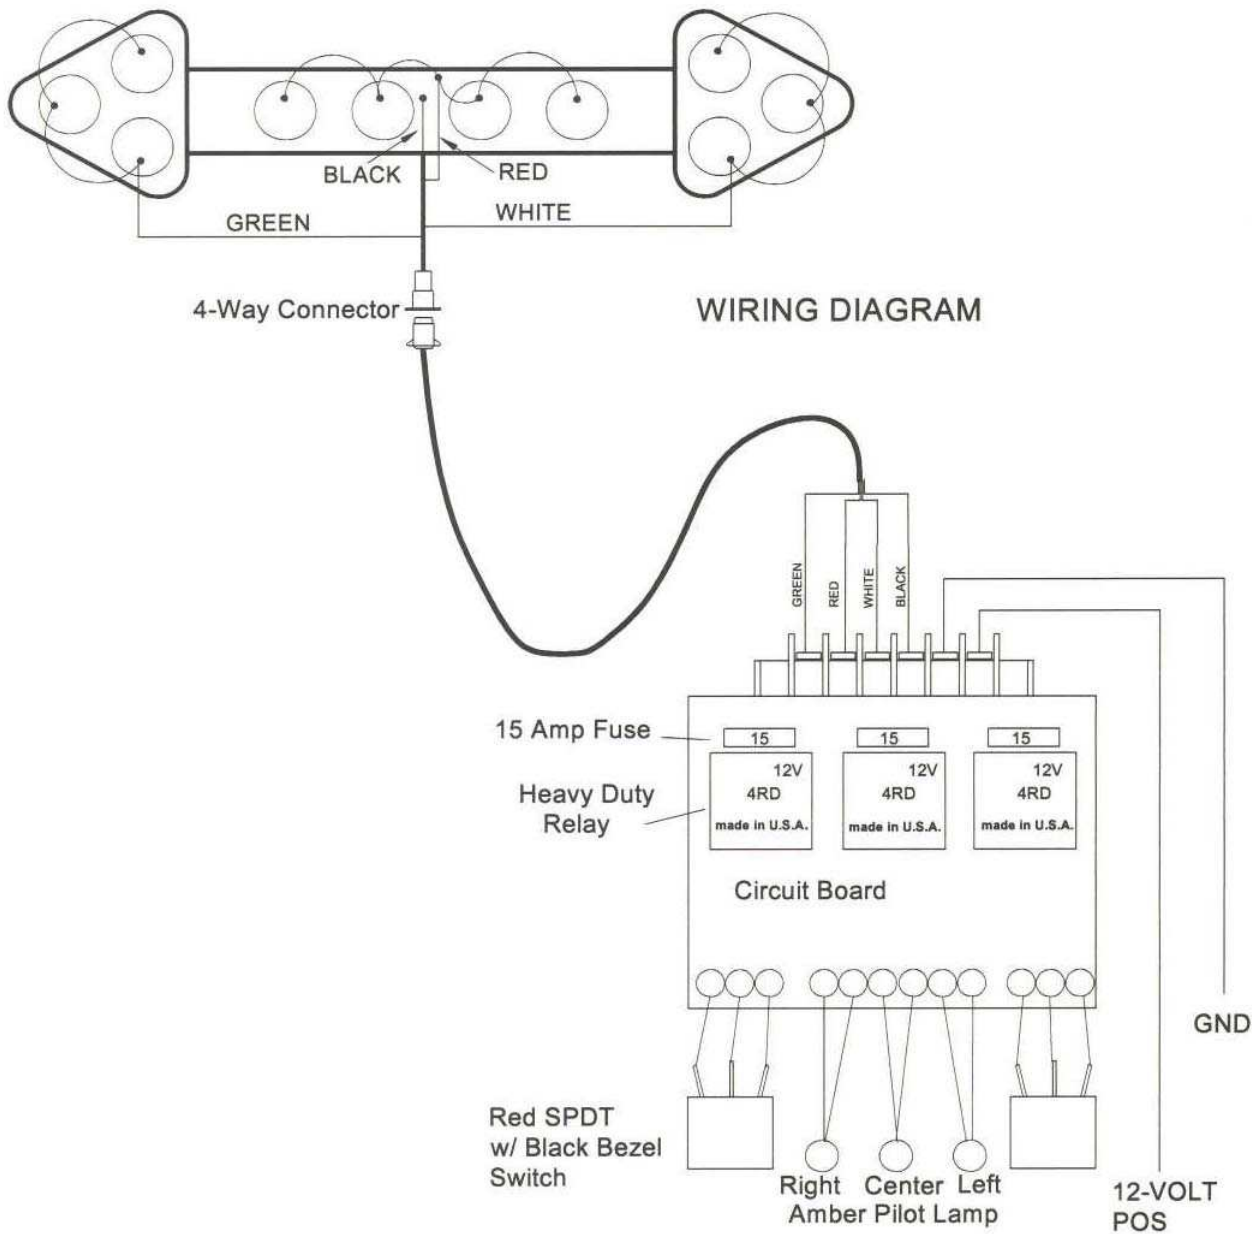 BLACK
RED
GREEN
WHITE
4-Way Connector
WIRING DIAGRAM
GREEN
RED
WHITE
BLACK
15 Amp Fuse
15
15
15
Heavy Duty
Relay
12V
4RD
made in U.S.A.
12V
4RD
made in U.S.A.
12V
4RD
made in U.S.A.
Circuit Board
GND
Red SPDT
w/ Black Bezel
Switch
Right Center Left
Amber Pilot Lamp
12-VOLT
POS